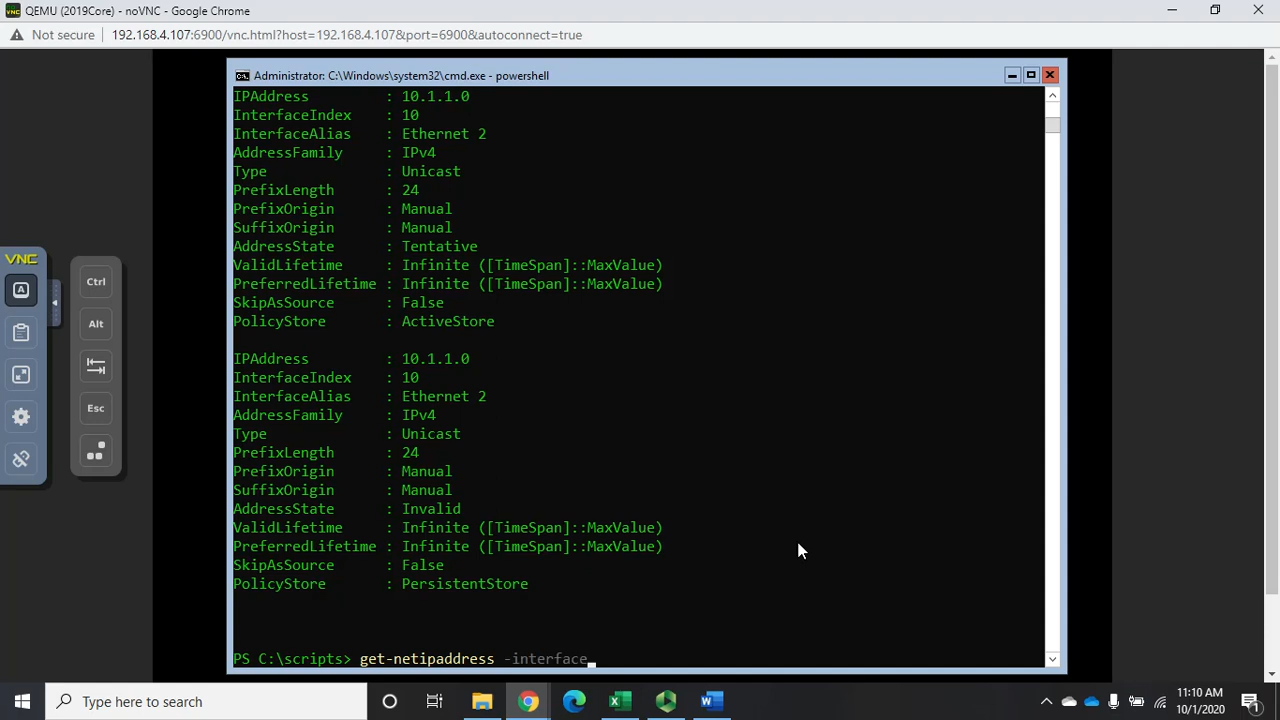 QEMU (2019Core) - noVNC - Google Chrome
Not secure 192.168.4.107:6900/vnc.html?host=192.168.4.107&port=6900&autoconnect=true
Administrator: C:\Windows\system32\cmd.exe - powershell
IPAddress : 10.1.1.0
InterfaceIndex : 10
InterfaceAlias : Ethernet 2
AddressFamily : IPv4
Type : Unicast
PrefixLength : 24
PrefixOrigin : Manual
SuffixOrigin : Manual
AddressState : Tentative
ValidLifetime : Infinite ([TimeSpan]::MaxValue)
PreferredLifetime : Infinite ([TimeSpan]::MaxValue)
SkipAsSource : False
PolicyStore : ActiveStore
IPAddress : 10.1.1.0
InterfaceIndex : 10
InterfaceAlias : Ethernet 2
AddressFamily : IPv4
Type : Unicast
PrefixLength : 24
PrefixOrigin : Manual
SuffixOrigin : Manual
AddressState : Invalid
ValidLifetime : Infinite ([TimeSpan]::MaxValue)
PreferredLifetime : Infinite ([TimeSpan]::MaxValue)
SkipAsSource : False
PolicyStore : PersistentStore
PS C:\scripts> get-netipaddress -interface
VNC
A
Ctrl
Alt
Esc
Type here to search
11:10 AM
10/1/2020
1